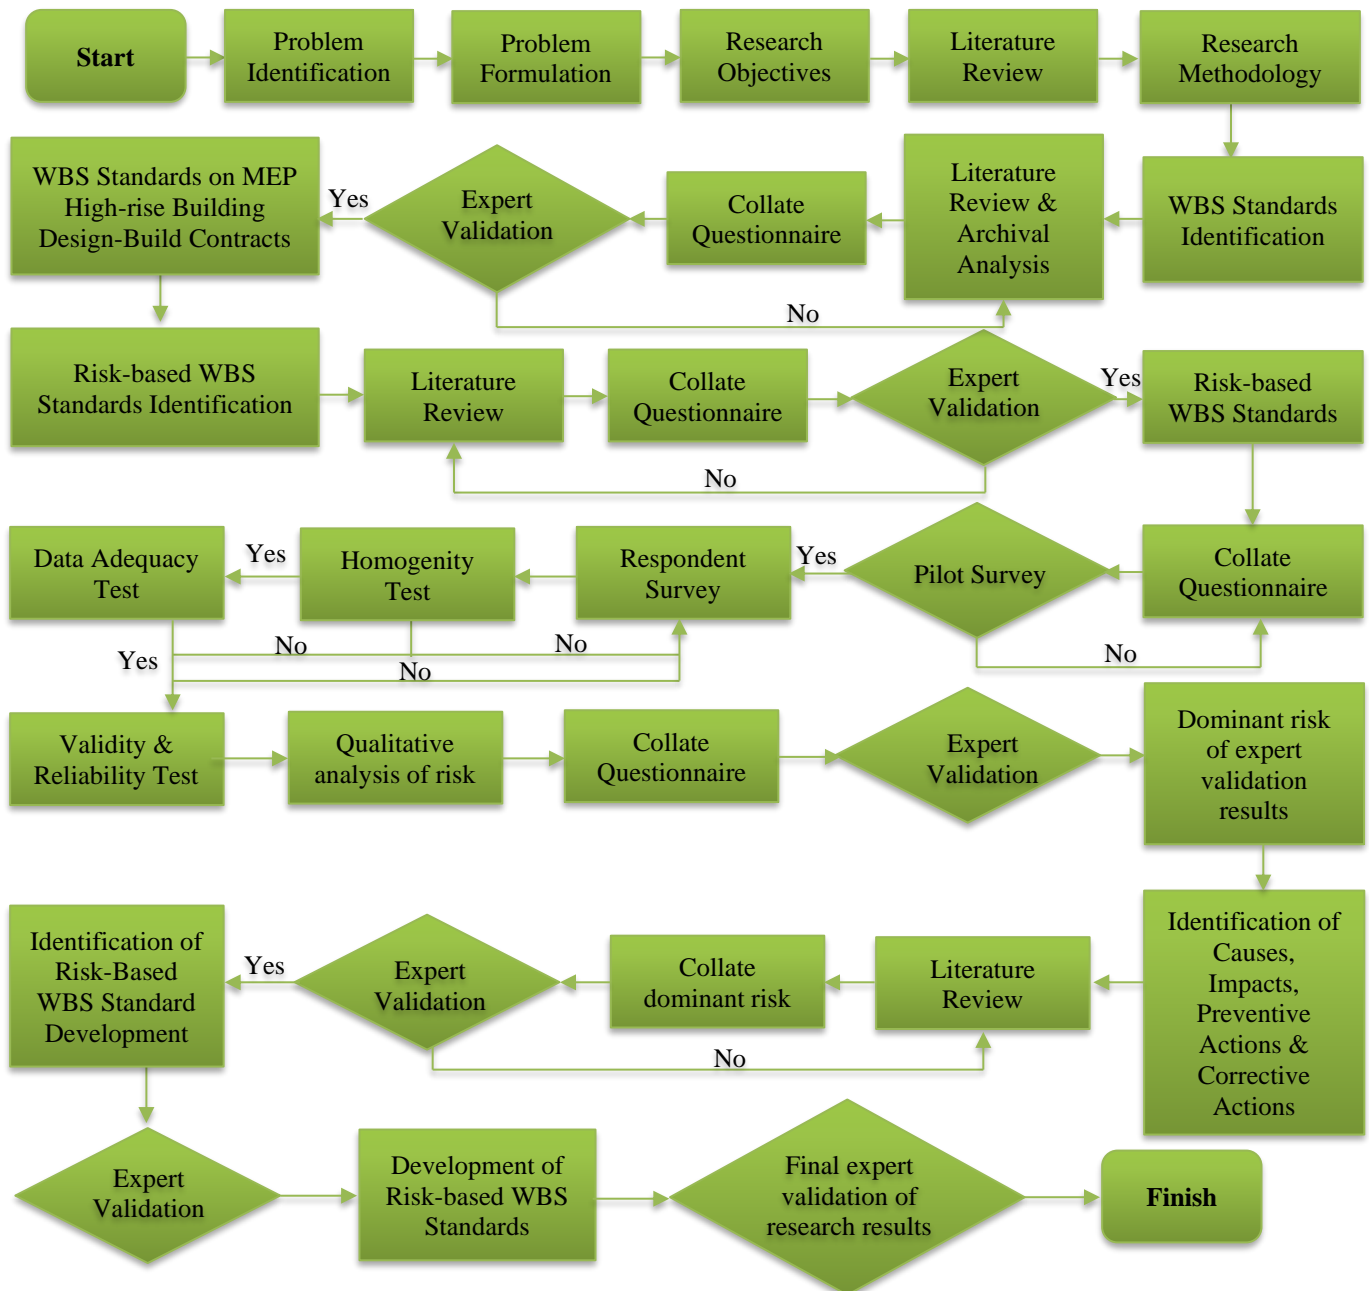 Start
Problem
Identification
Problem
Formulation
Research
Objectives
Literature
Review
Research
Methodology
WBS Standards
Identification
Literature
Review &
Archival
Analysis
Collate
Questionnaire
Expert
Validation
Yes
No
WBS Standards on MEP
High-rise Building
Design-Build Contracts
Risk-based WBS
Standards Identification
Literature
Review
Collate
Questionnaire
Expert
Validation
Yes
No
Risk-based
WBS Standards
Collate
Questionnaire
Pilot Survey
Yes
No
Respondent
Survey
Homogenity
Test
Yes
No
No
Data Adequacy
Test
Yes
No
Validity &
Reliability Test
Qualitative
analysis of risk
Collate
Questionnaire
Expert
Validation
Dominant risk
of expert
validation
results
Identification of
Causes,
Impacts,
Preventive
Actions &
Corrective
Actions
Literature
Review
Collate
dominant risk
Expert
Validation
Yes
No
Identification of
Risk-Based
WBS Standard
Development
Expert
Validation
Development of
Risk-based WBS
Standards
Final expert
validation of
research results
Finish